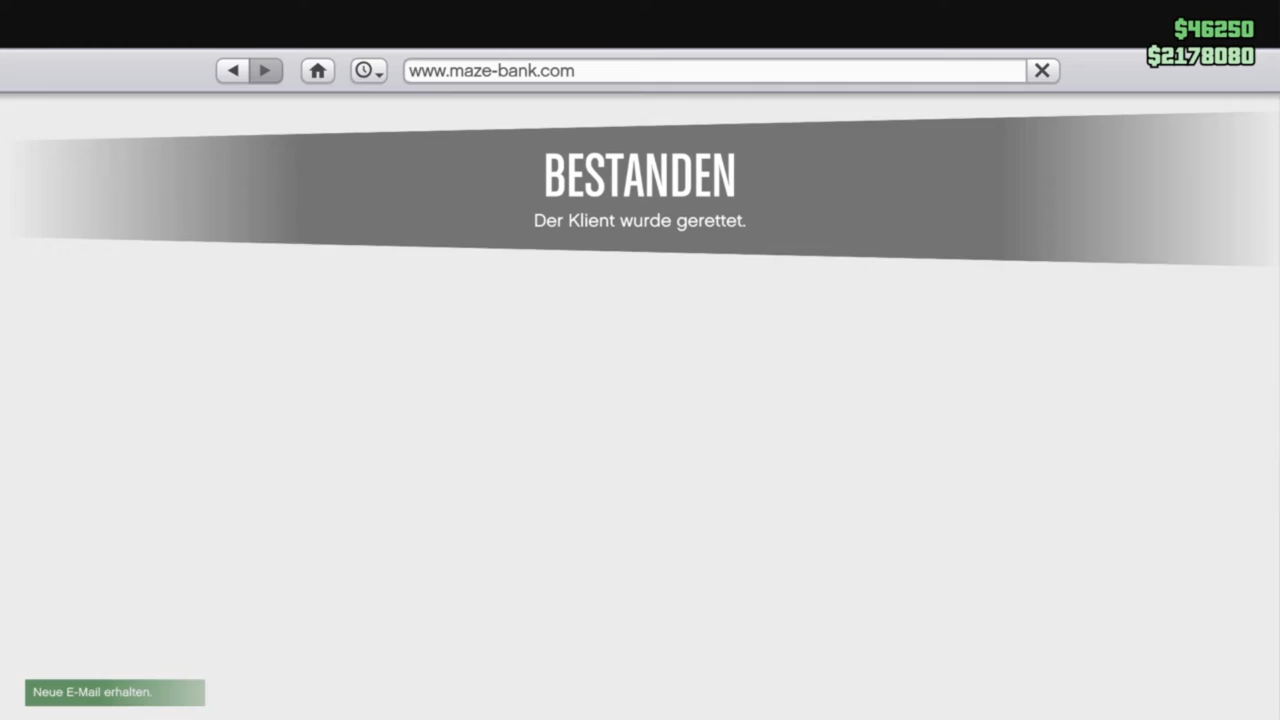 $46250
$2178080
www.maze-bank.com
BESTANDEN
Der Klient wurde gerettet.
Neue E-Mail erhalten.